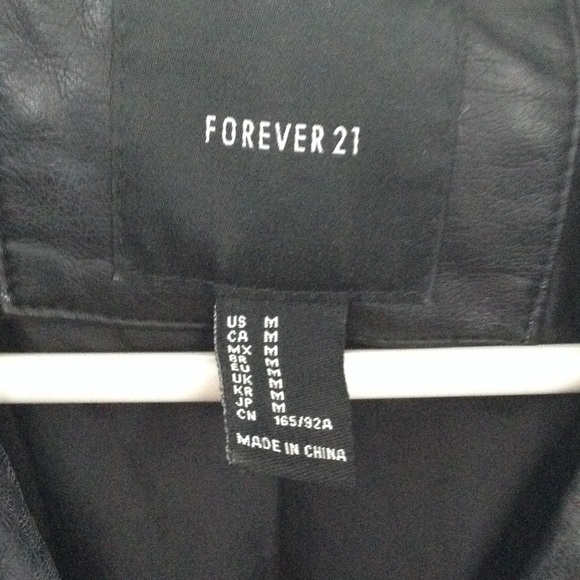 FOREVER 21
US M
CA M
MX M
BR M
EU M
UK M
KR M
JP M
CN 165/92A
MADE IN CHINA